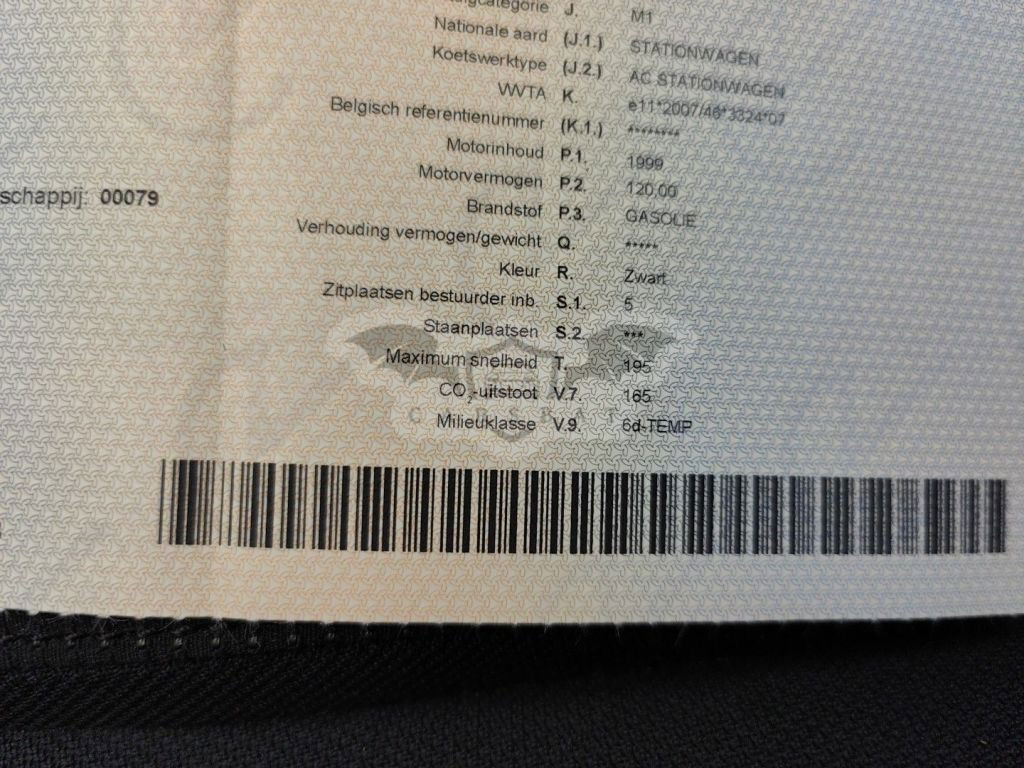 J. M1
Nationale aard (J.1.) STATIONWAGEN
Koetswerktype (J.2.) AC STATIONWAGEN
WVTA K. e11*2007/46*3324*07
Belgisch referentienummer (K.1.) ********
Motorinhoud P.1. 1999
Motorvermogen P.2. 120,00
schappij: 00079
Brandstof P.3. GASOLIE
Verhouding vermogen/gewicht Q. *****
Kleur R. Zwart
Zitplaatsen bestuurder inb. S.1. 5
Staanplaatsen S.2. ***
Maximum snelheid T. 195
CO₂-uitstoot V.7. 165
Milieuklasse V.9. 6d-TEMP